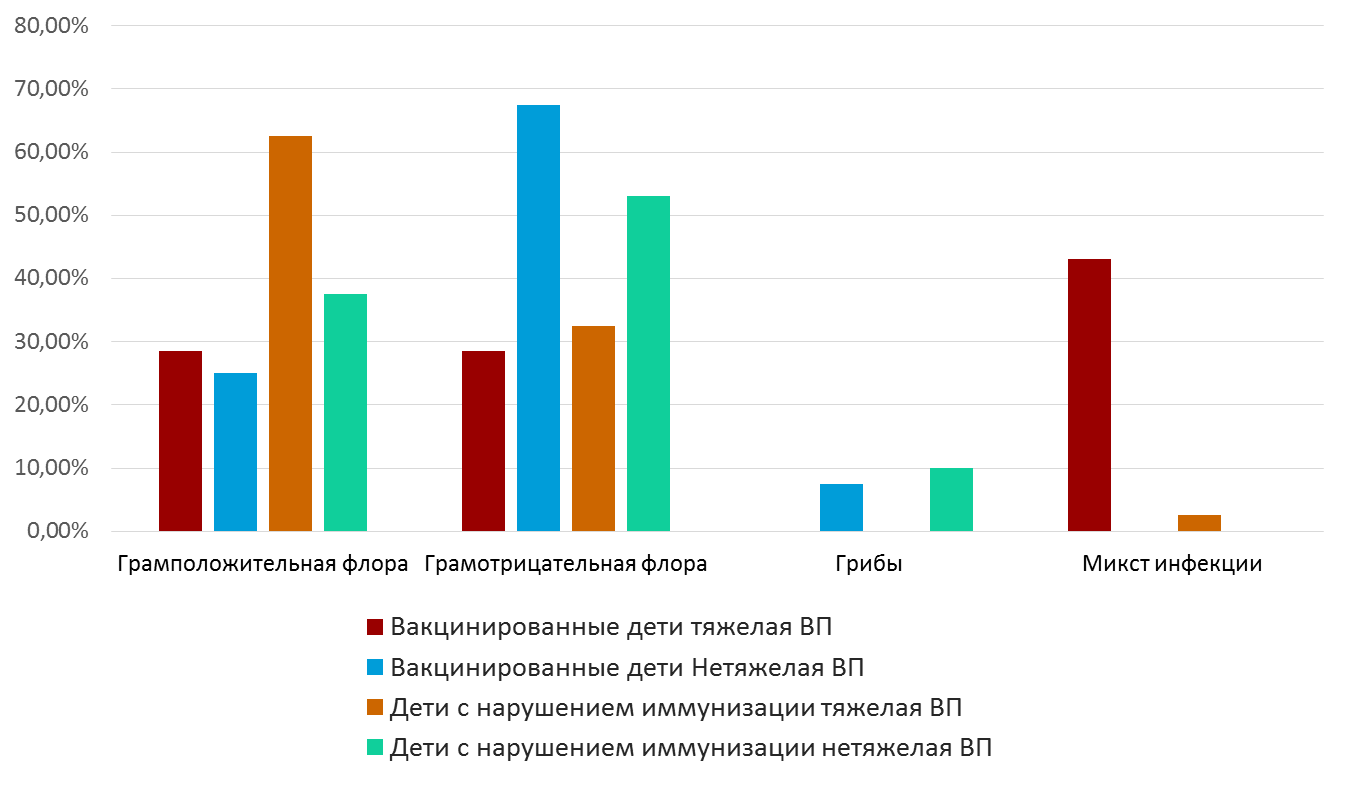 80,00%
70,00%
60,00%
50,00%
40,00%
30,00%
20,00%
10,00%
0,00%
Грамположительная флора Грамотрицательная флора Грибы Микст инфекции
Вакцинированные дети тяжелая ВП
Вакцинированные дети Нетяжелая ВП
Дети с нарушением иммунизации тяжелая ВП
Дети с нарушением иммунизации нетяжелая ВП